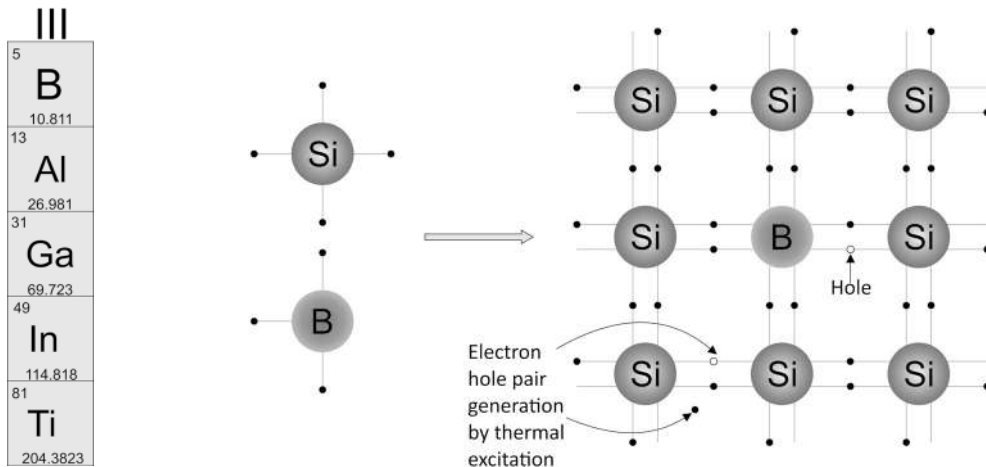 III
5
B
10.811
13
Al
26.981
31
Ga
69.723
49
In
114.818
81
Ti
204.3823
Si
B
Si Si Si
Si B Si
Hole
Si Si Si
Electron
hole pair
generation
by thermal
excitation